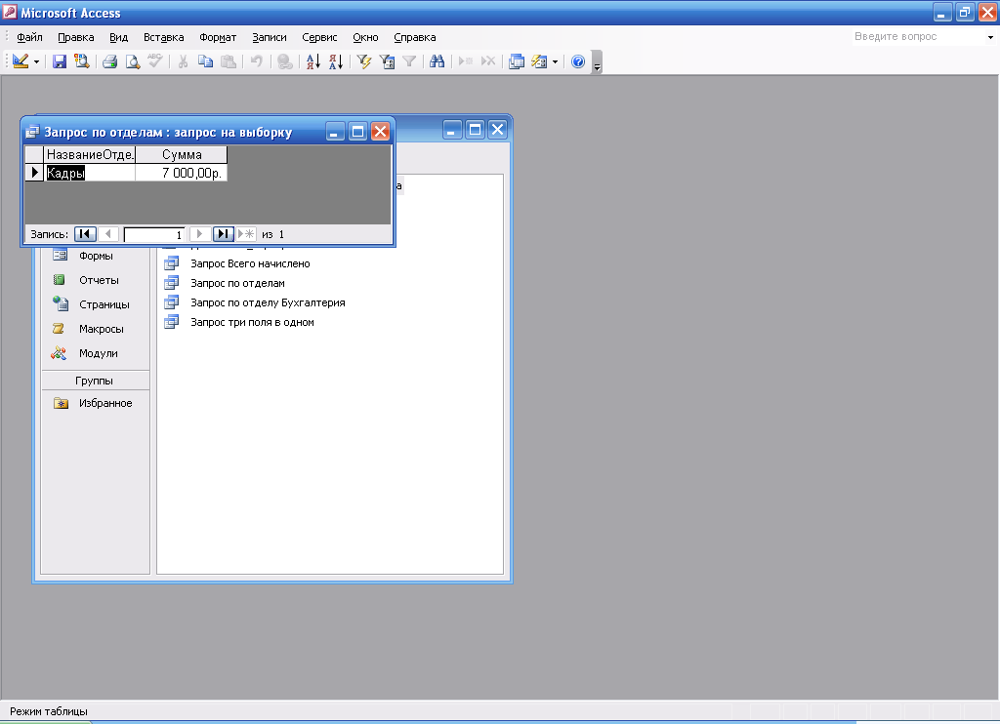 Microsoft Access
Файл Правка Вид Вставка Формат Записи Сервис Окно Справка Введите вопрос
Запрос по отделам : запрос на выборку
НазваниеОтде. Сумма
Кадры 7 000,00р.
Запись: 1 из 1
а
Формы
Отчеты
Страницы
Макросы
Модули
Группы
Избранное
Запрос Всего начислено
Запрос по отделам
Запрос по отделу Бухгалтерия
Запрос три поля в одном
Режим таблицы